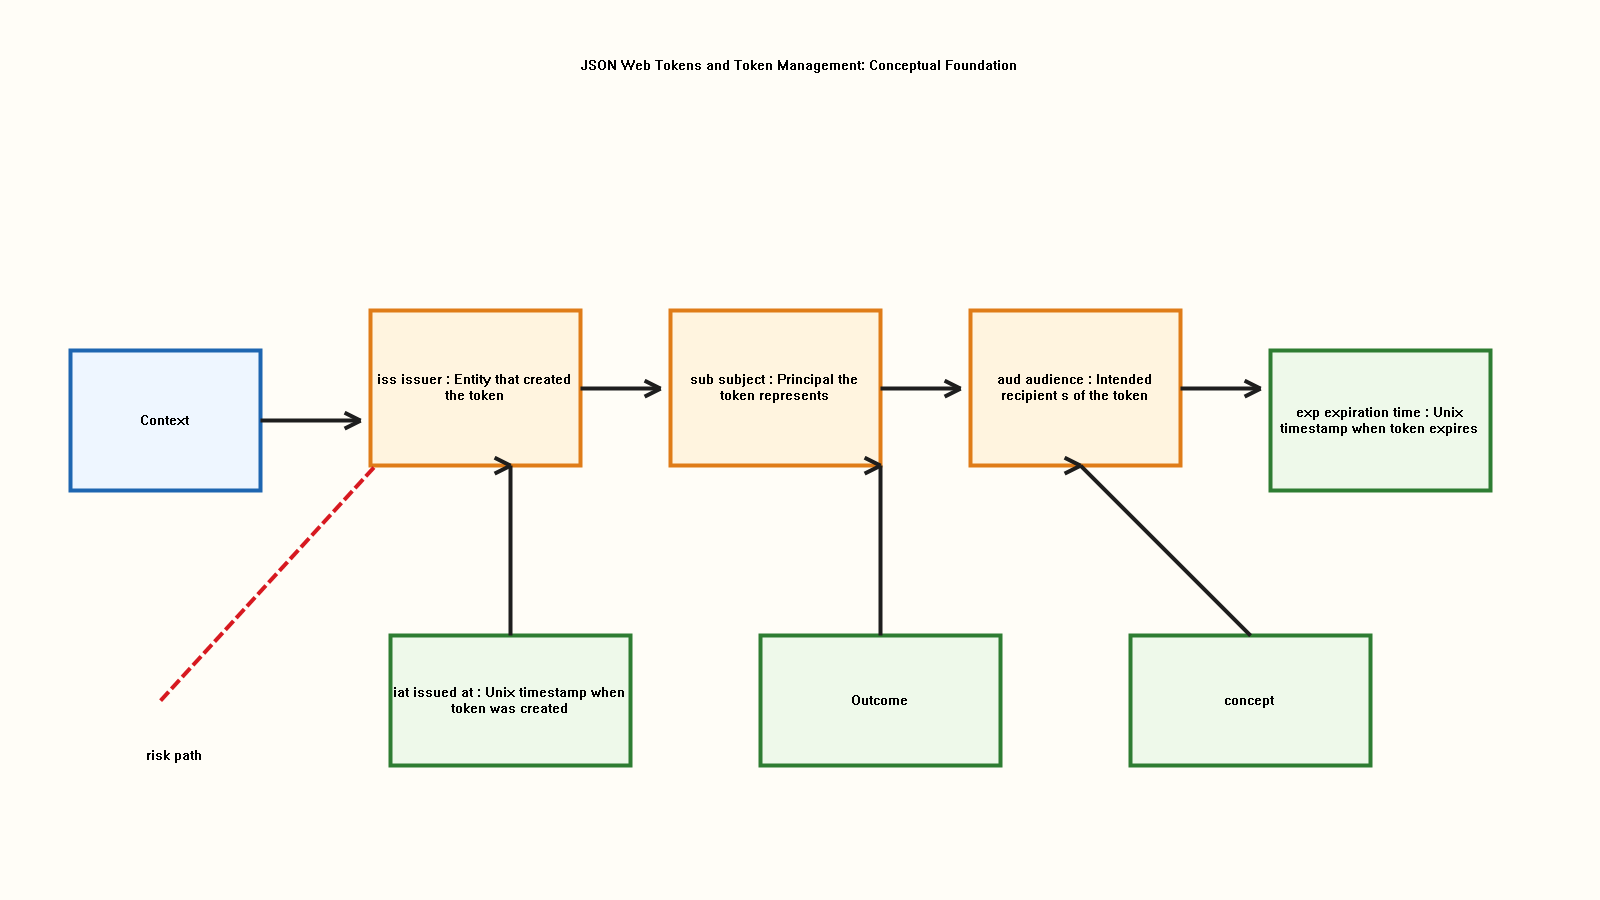 JSON Web Tokens and Token Management: Conceptual Foundation
Context
iss issuer : Entity that created
the token
sub subject : Principal the
token represents
aud audience : Intended
recipient s of the token
exp expiration time : Unix
timestamp when token expires
iat issued at : Unix timestamp when
token was created
Outcome
concept
risk path